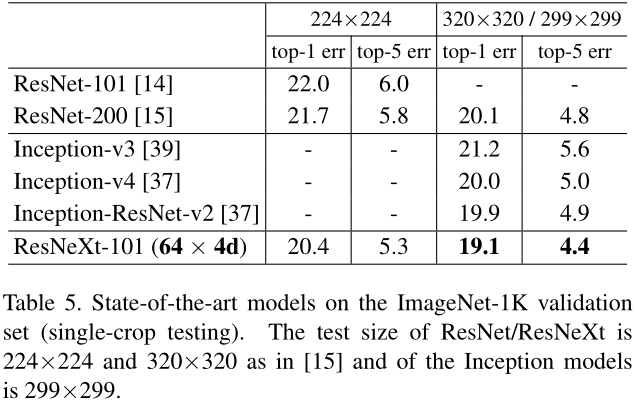 224×224 320×320 / 299×299
top-1 err top-5 err top-1 err top-5 err
ResNet-101 [14] 22.0 6.0 - -
ResNet-200 [15] 21.7 5.8 20.1 4.8
Inception-v3 [39] - - 21.2 5.6
Inception-v4 [37] - - 20.0 5.0
Inception-ResNet-v2 [37] - - 19.9 4.9
ResNeXt-101 (64 × 4d) 20.4 5.3 19.1 4.4
Table 5. State-of-the-art models on the ImageNet-1K validation
set (single-crop testing). The test size of ResNet/ResNeXt is
224×224 and 320×320 as in [15] and of the Inception models
is 299×299.